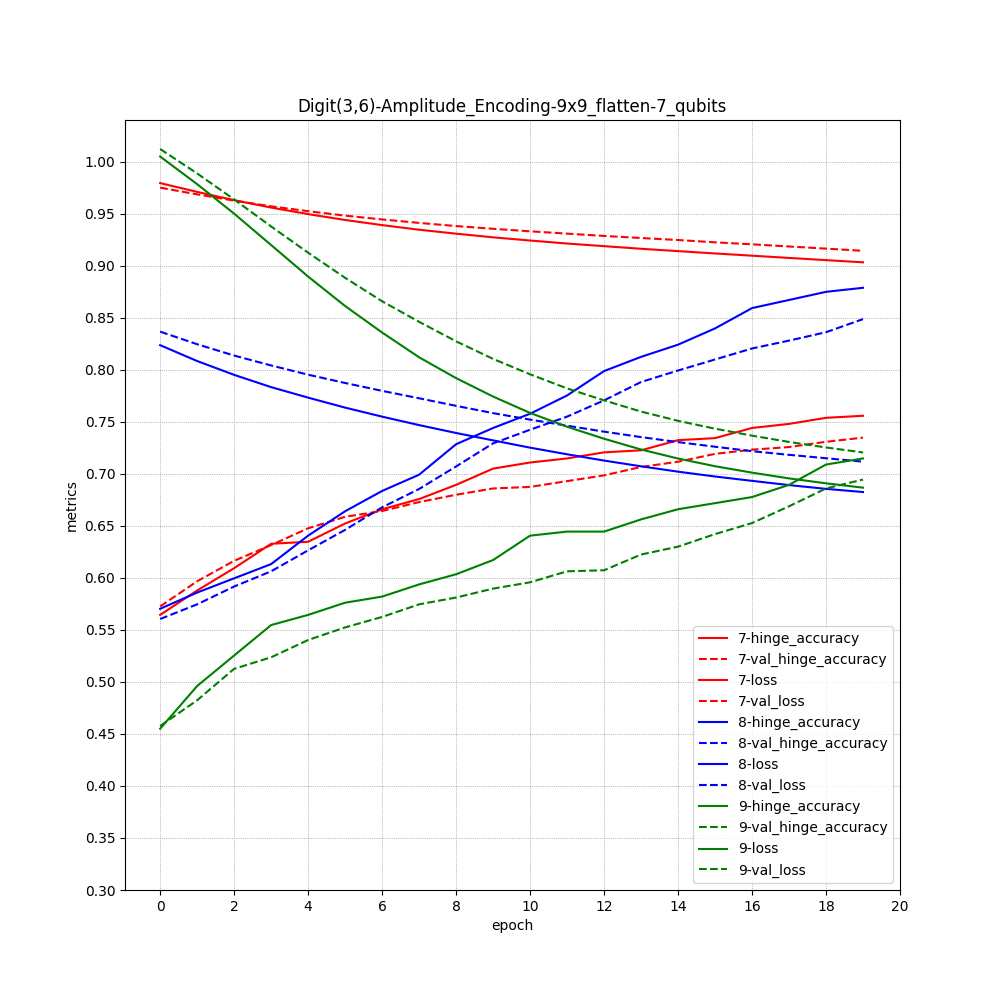 Digit(3,6)-Amplitude_Encoding-9x9_flatten-7_qubits
metrics
1.00
0.95
0.90
0.85
0.80
0.75
0.70
0.65
0.60
0.55
0.50
0.45
0.40
0.35
0.30
7-hinge_accuracy
7-val_hinge_accuracy
7-loss
7-val_loss
8-hinge_accuracy
8-val_hinge_accuracy
8-loss
8-val_loss
9-hinge_accuracy
9-val_hinge_accuracy
9-loss
9-val_loss
0 2 4 6 8 10 12 14 16 18 20
epoch